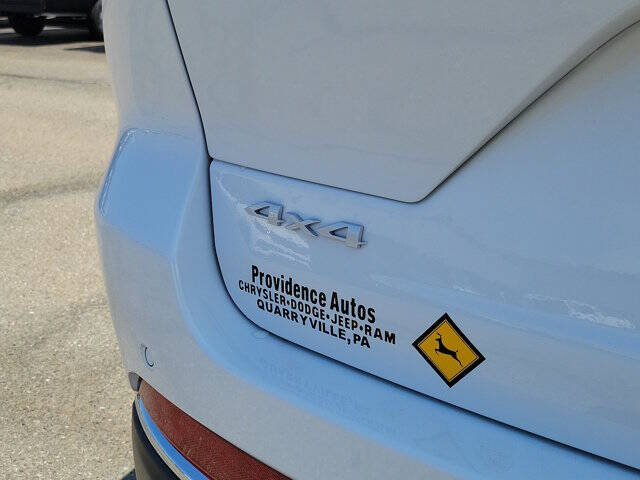 4x4
Providence Autos
CHRYSLER•DODGE•JEEP•RAM
QUARRYVILLE, PA